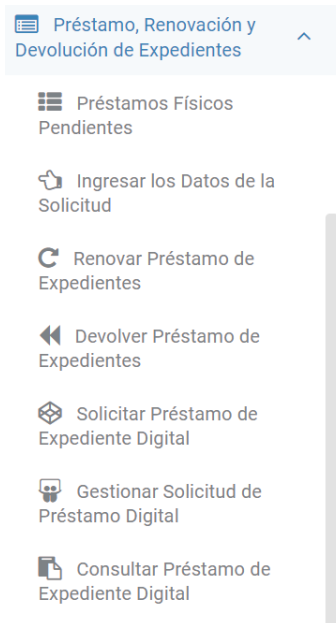 Préstamo, Renovación y
Devolución de Expedientes
Préstamos Físicos
Pendientes
Ingresar los Datos de la
Solicitud
Renovar Préstamo de
Expedientes
Devolver Préstamo de
Expedientes
Solicitar Préstamo de
Expediente Digital
Gestionar Solicitud de
Préstamo Digital
Consultar Préstamo de
Expediente Digital